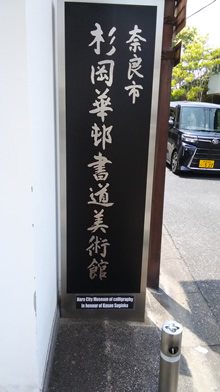 奈良市
杉岡華邨書道美術館
Nara City Museum of calligraphy
in honour of Kason Sugioka